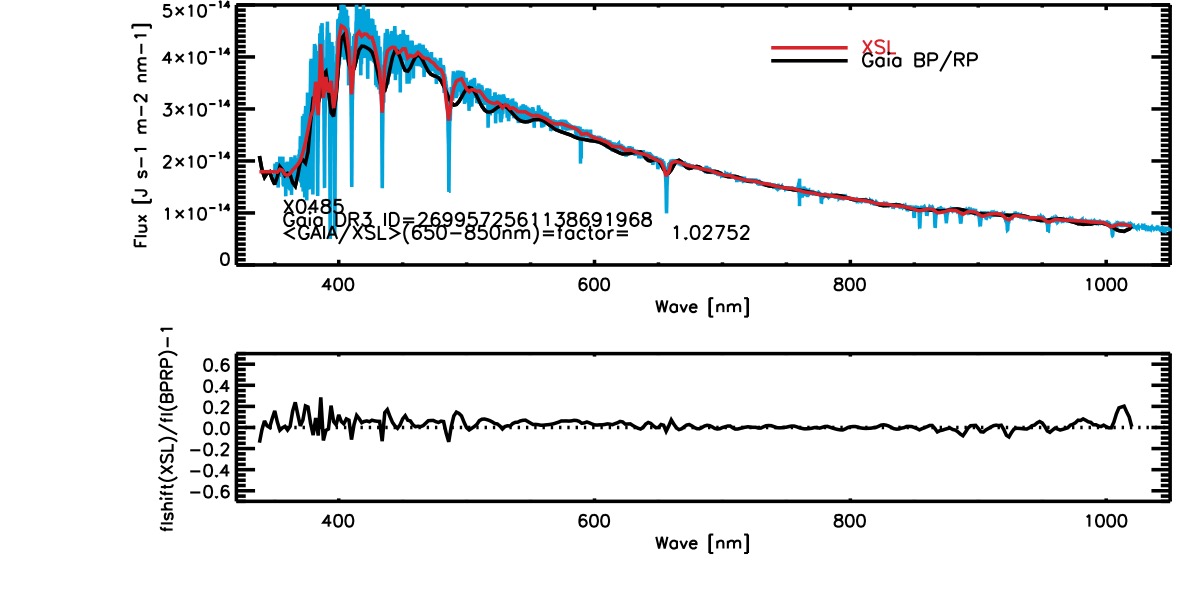 5×10⁻¹⁴
4×10⁻¹⁴
3×10⁻¹⁴
2×10⁻¹⁴
1×10⁻¹⁴
0
Flux [J s−1 m−2 nm−1]
XSL
Gaia BP/RP
X0485
Gaia DR3 ID=2699572561138691968
<GAIA/XSL>(650−850nm)=factor= 1.02752
400 600 800 1000
Wave [nm]
flshift(XSL)/fl(BPRP)−1
0.6
0.4
0.2
0.0
−0.2
−0.4
−0.6
400 600 800 1000
Wave [nm]